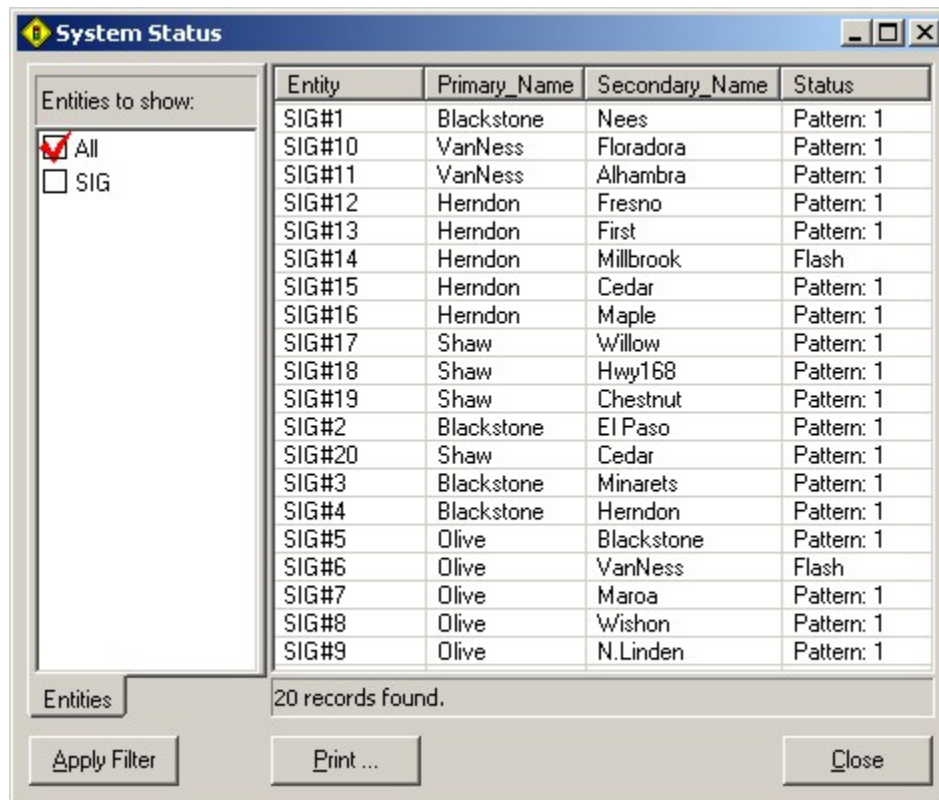 System Status
Entities to show:
All
SIG
Entities
Entity Primary_Name Secondary_Name Status
SIG#1 Blackstone Nees Pattern: 1
SIG#10 VanNess Floradora Pattern: 1
SIG#11 VanNess Alhambra Pattern: 1
SIG#12 Herndon Fresno Pattern: 1
SIG#13 Herndon First Pattern: 1
SIG#14 Herndon Millbrook Flash
SIG#15 Herndon Cedar Pattern: 1
SIG#16 Herndon Maple Pattern: 1
SIG#17 Shaw Willow Pattern: 1
SIG#18 Shaw Hwy168 Pattern: 1
SIG#19 Shaw Chestnut Pattern: 1
SIG#2 Blackstone El Paso Pattern: 1
SIG#20 Shaw Cedar Pattern: 1
SIG#3 Blackstone Minarets Pattern: 1
SIG#4 Blackstone Herndon Pattern: 1
SIG#5 Olive Blackstone Pattern: 1
SIG#6 Olive VanNess Flash
SIG#7 Olive Maroa Pattern: 1
SIG#8 Olive Wishon Pattern: 1
SIG#9 Olive N.Linden Pattern: 1
20 records found.
Apply Filter
Print ...
Close